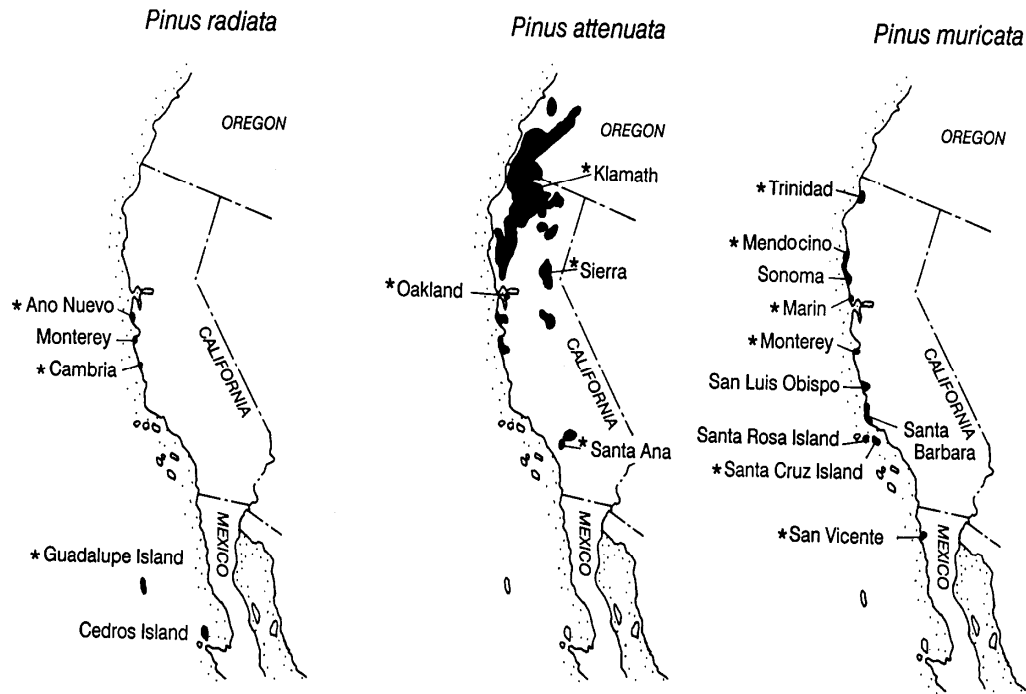 Pinus radiata
OREGON
* Ano Nuevo
Monterey
* Cambria
CALIFORNIA
MEXICO
* Guadalupe Island
Cedros Island
Pinus attenuata
OREGON
* Klamath
* Sierra
* Oakland
CALIFORNIA
* Santa Ana
MEXICO
Pinus muricata
OREGON
* Trinidad
* Mendocino
Sonoma
* Marin
* Monterey
San Luis Obispo
CALIFORNIA
Santa
Barbara
Santa Rosa Island
* Santa Cruz Island
* San Vicente
MEXICO